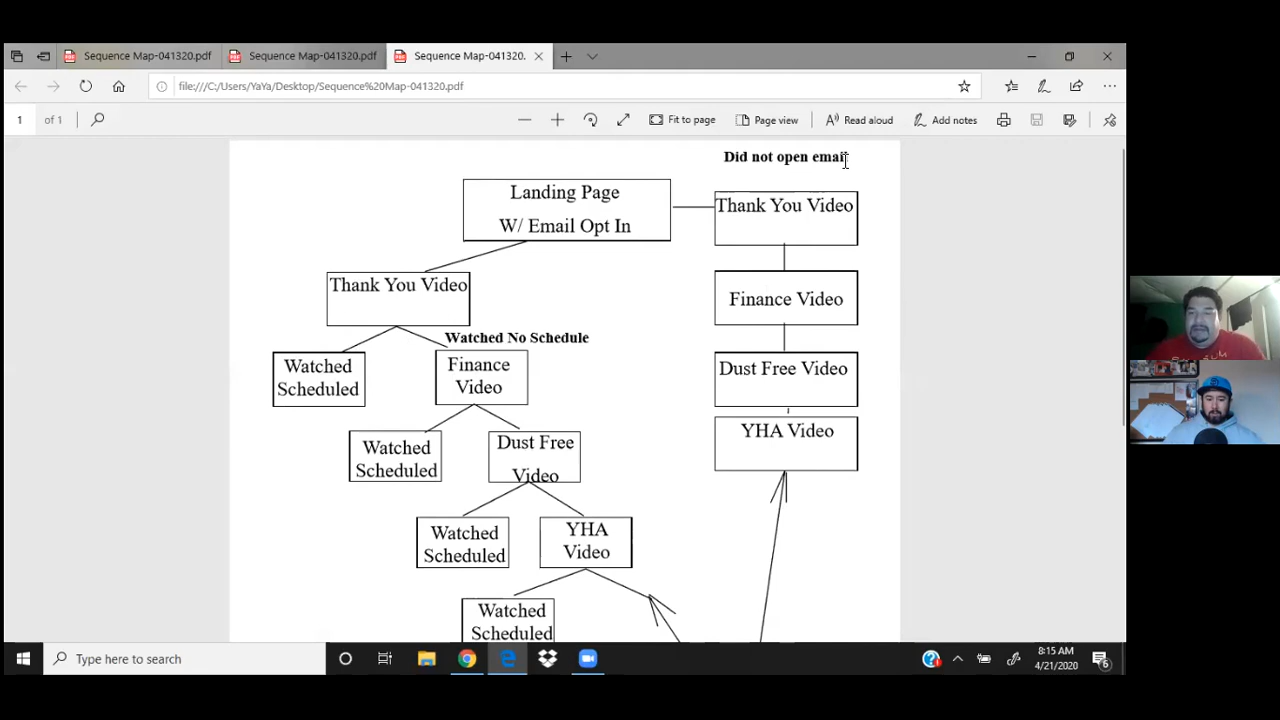 Sequence Map-041320.pdf
Sequence Map-041320.pdf
Sequence Map-041320.
file:///C:/Users/YaYa/Desktop/Sequence%20Map-041320.pdf
1 of 1
Fit to page
Page view
Read aloud
Add notes
Did not open email
Landing Page
W/ Email Opt In
Thank You Video
Thank You Video
Finance Video
Watched No Schedule
Watched
Scheduled
Finance
Video
Dust Free Video
Watched
Scheduled
Dust Free
Video
YHA Video
Watched
Scheduled
YHA
Video
Watched
Scheduled
Type here to search
8:15 AM
4/21/2020
6